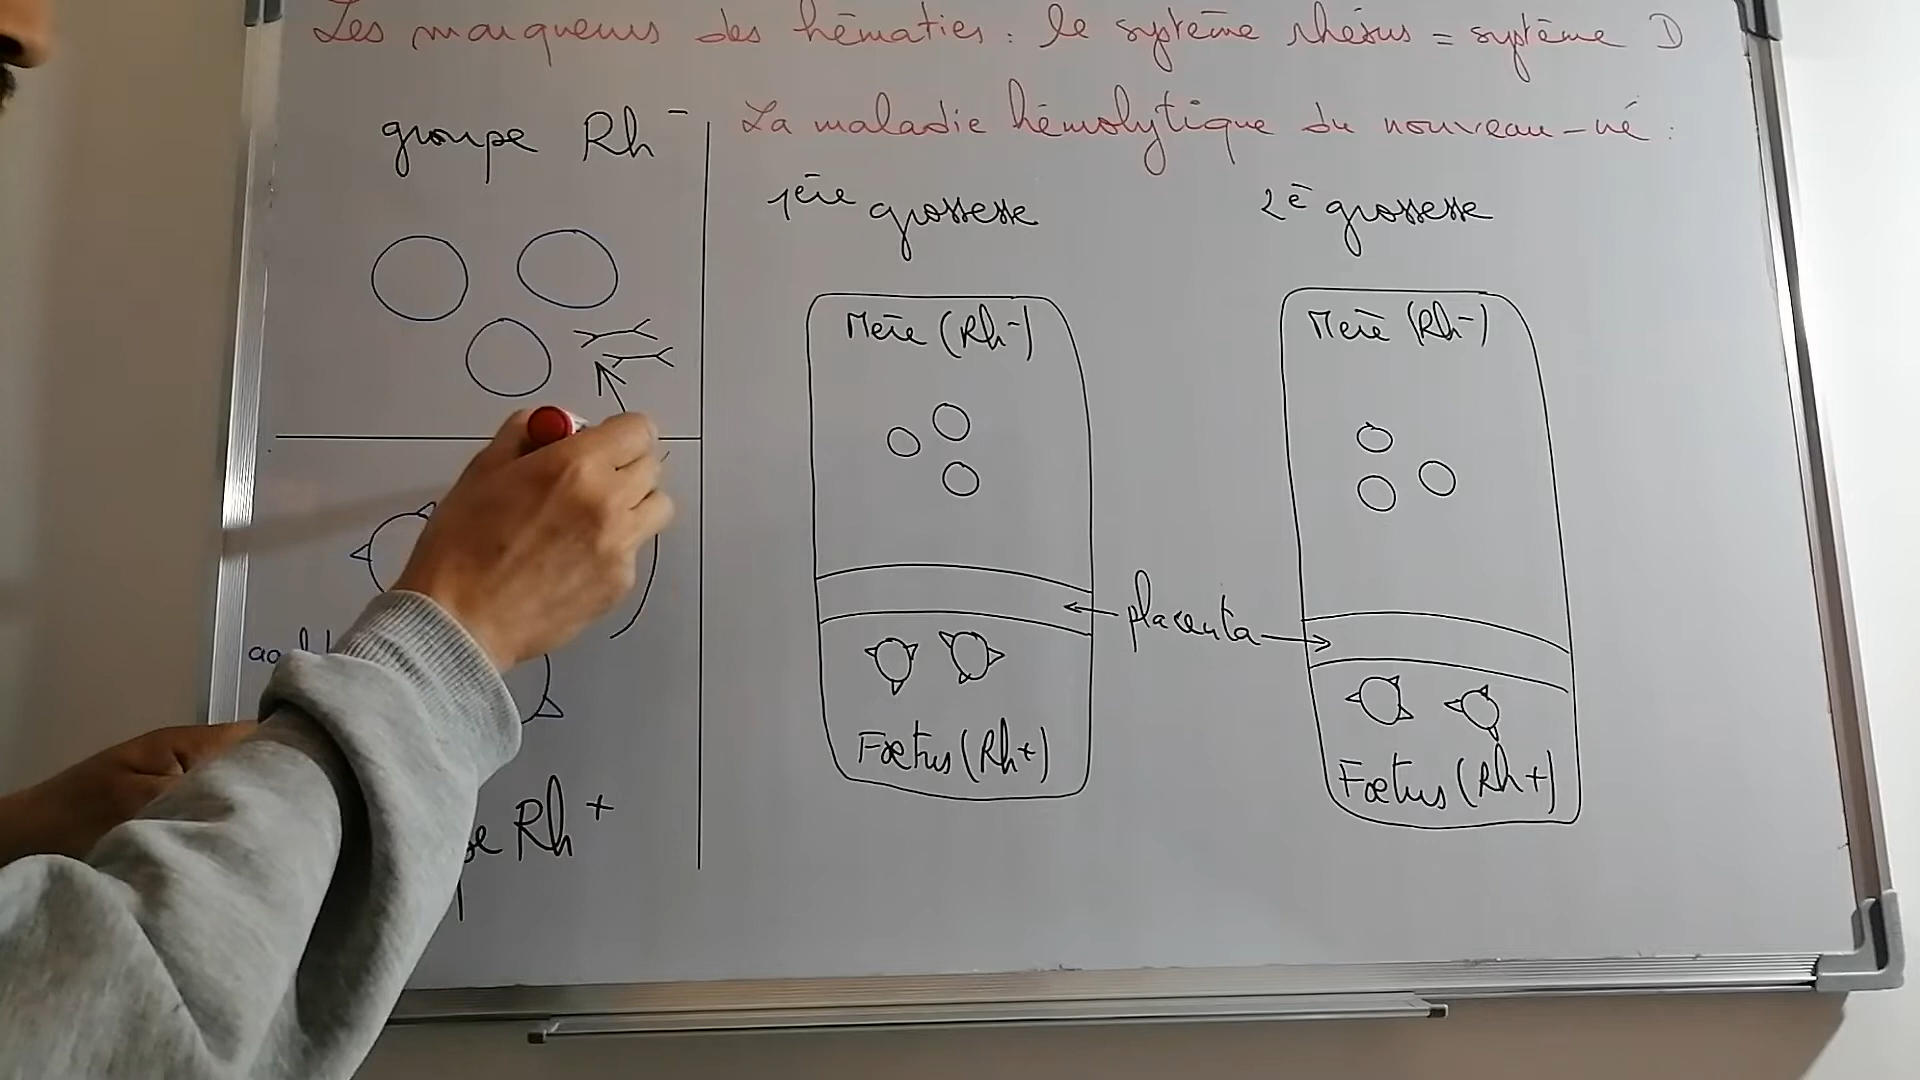 Les marqueurs des hématies : le système rhésus = système D
groupe Rh⁻
La maladie hémolytique du nouveau-né :
1ère grossesse
2è grossesse
Mère (Rh⁻)
Mère (Rh⁻)
placenta
Fœtus (Rh+)
Fœtus (Rh+)
Rh⁺